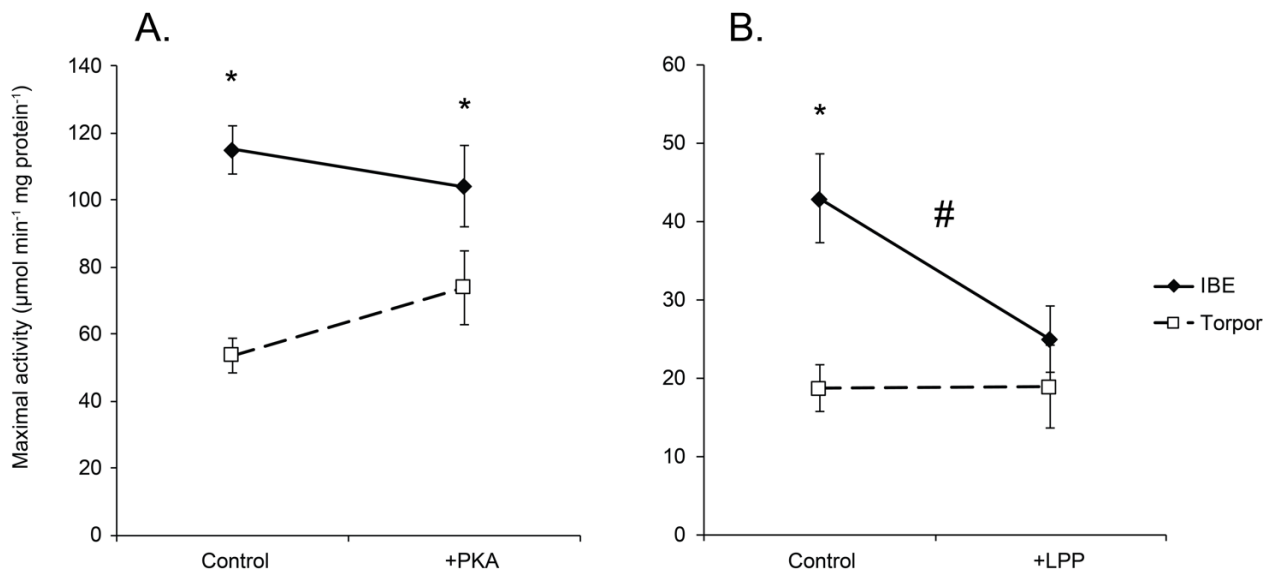 A.
Maximal activity (µmol min⁻¹ mg protein⁻¹)
140
120
100
80
60
40
20
0
*
*
Control
+PKA
B.
60
50
40
30
20
10
0
*
#
Control
+LPP
IBE
Torpor